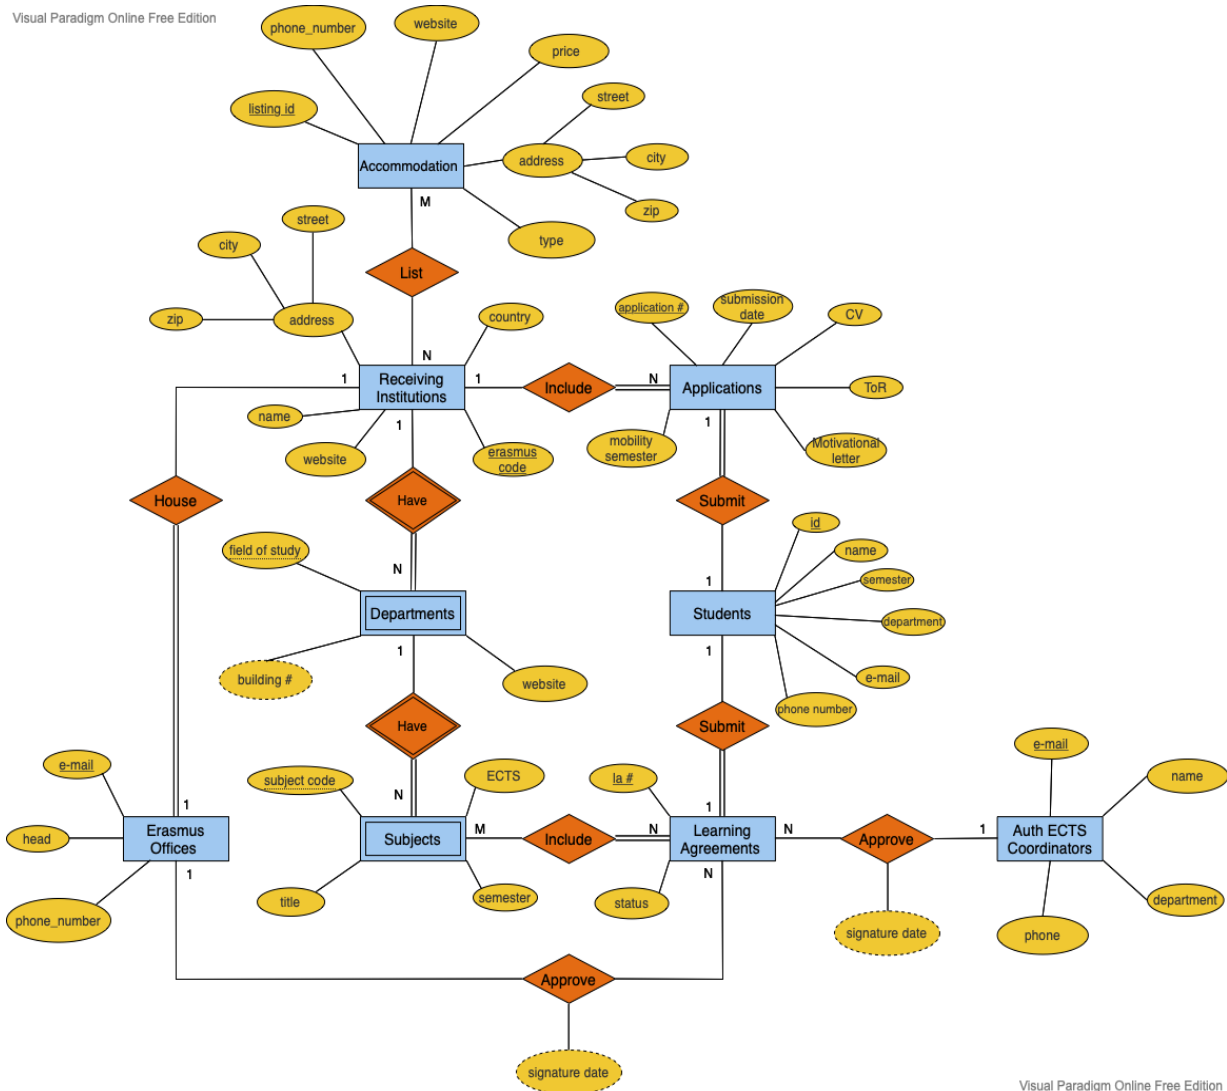 Visual Paradigm Online Free Edition
phone_number
website
price
street
listing id
Accommodation
address
city
zip
M
type
street
city
List
zip
address
country
application #
submission
date
CV
N
1
Receiving
Institutions
1
Include
N
Applications
ToR
name
website
1
erasmus
code
mobility
semester
1
Motivational
letter
House
Have
Submit
field of study
id
name
N
semester
1
Departments
Students
department
building #
1
website
1
e-mail
phone number
Have
Submit
e-mail
e-mail
name
subject code
ECTS
la #
1
N
1
head
Erasmus
Offices
Subjects
M
Include
N
Learning
Agreements
N
Approve
1
Auth ECTS
Coordinators
1
N
phone_number
title
semester
status
department
signature date
phone
Approve
signature date
Visual Paradigm Online Free Edition